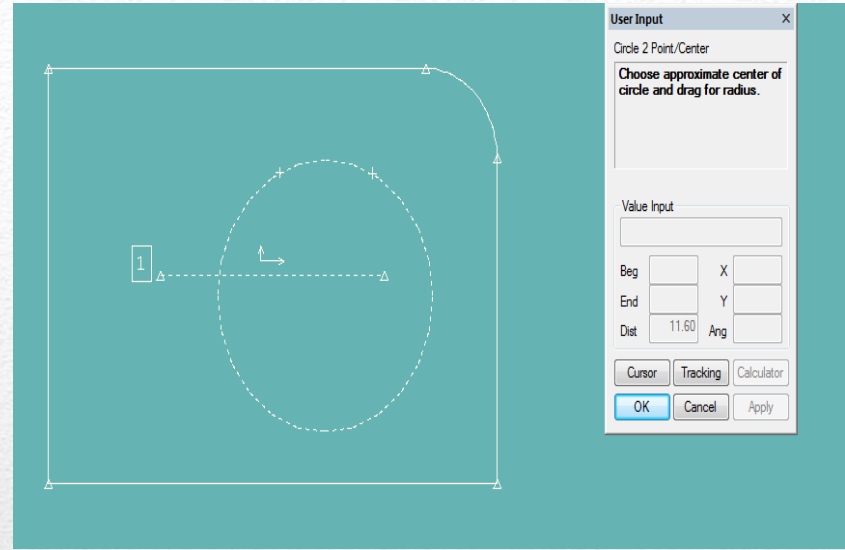 User Input X
Circle 2 Point/Center
Choose approximate center of
circle and drag for radius.
Value Input
Beg X
End Y
Dist 11.60 Ang
Cursor Tracking Calculator
OK Cancel Apply
1